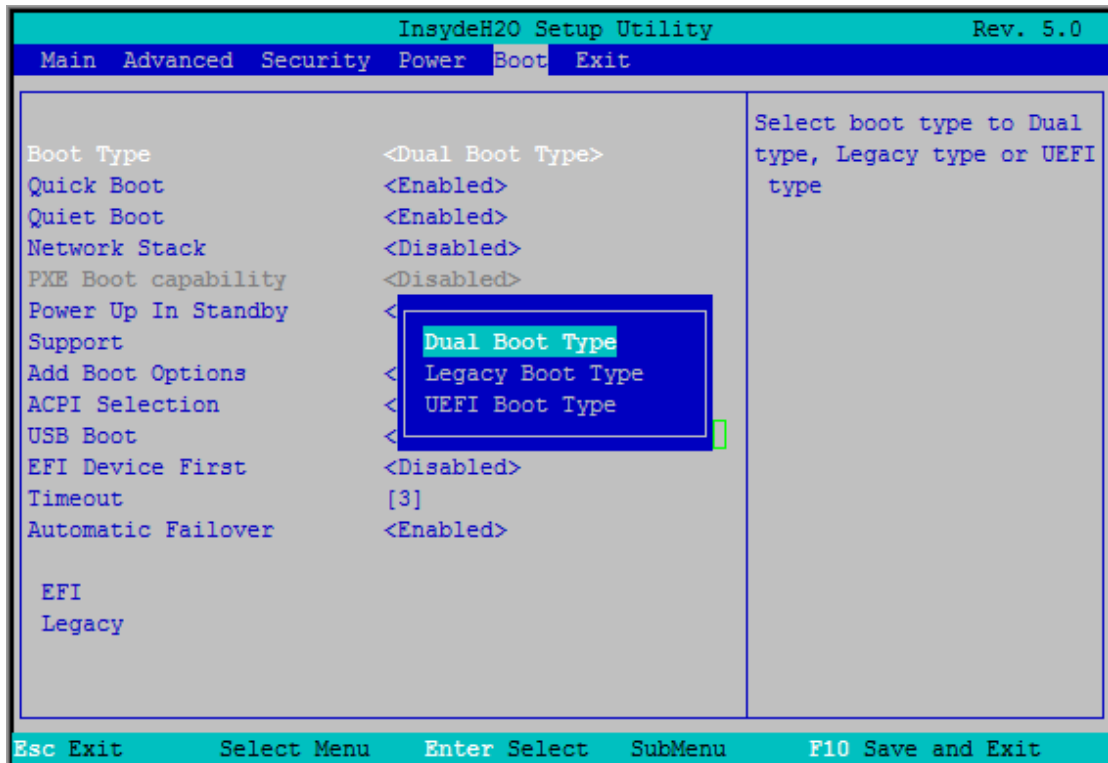 InsydeH2O Setup Utility Rev. 5.0
Main Advanced Security Power Boot Exit
Select boot type to Dual
type, Legacy type or UEFI
type
Boot Type <Dual Boot Type>
Quick Boot <Enabled>
Quiet Boot <Enabled>
Network Stack <Disabled>
PXE Boot capability <Disabled>
Power Up In Standby <
Support
Add Boot Options <
ACPI Selection <
USB Boot <
EFI Device First <Disabled>
Timeout [3]
Automatic Failover <Enabled>
EFI
Legacy
Dual Boot Type
Legacy Boot Type
UEFI Boot Type
Esc Exit Select Menu Enter Select SubMenu F10 Save and Exit